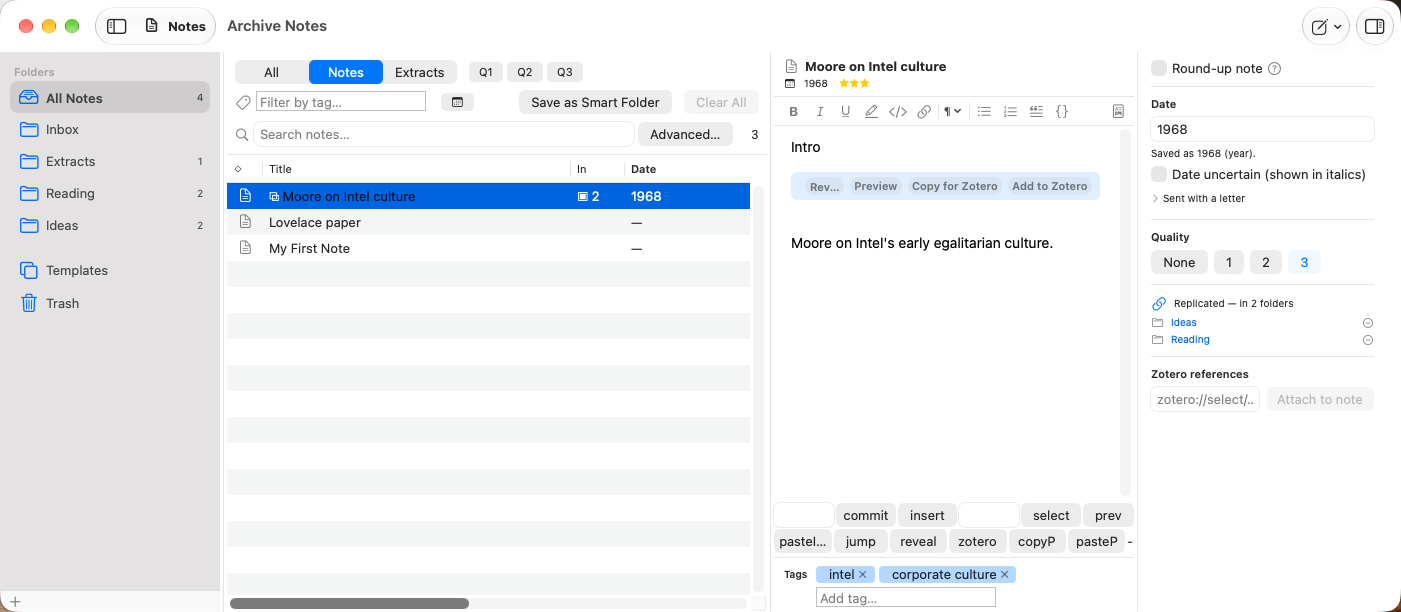 Notes
Archive Notes
Folders
All Notes 4
Inbox
Extracts 1
Reading 2
Ideas 2
Templates
Trash
All Notes Extracts Q1 Q2 Q3
Filter by tag...
Save as Smart Folder Clear All
Search notes...
Advanced... 3
Title In Date
Moore on Intel culture 2 1968
Lovelace paper —
My First Note —
Moore on Intel culture
1968 ★★★
B I U </> ¶ {}
Intro
Rev... Preview Copy for Zotero Add to Zotero
Moore on Intel's early egalitarian culture.
commit insert select prev
pasteI... jump reveal zotero copyP pasteP -
Tags intel × corporate culture ×
Add tag...
Round-up note ?
Date
1968
Saved as 1968 (year).
Date uncertain (shown in italics)
Sent with a letter
Quality
None 1 2 3
Replicated — in 2 folders
Ideas
Reading
Zotero references
zotero://select/... Attach to note